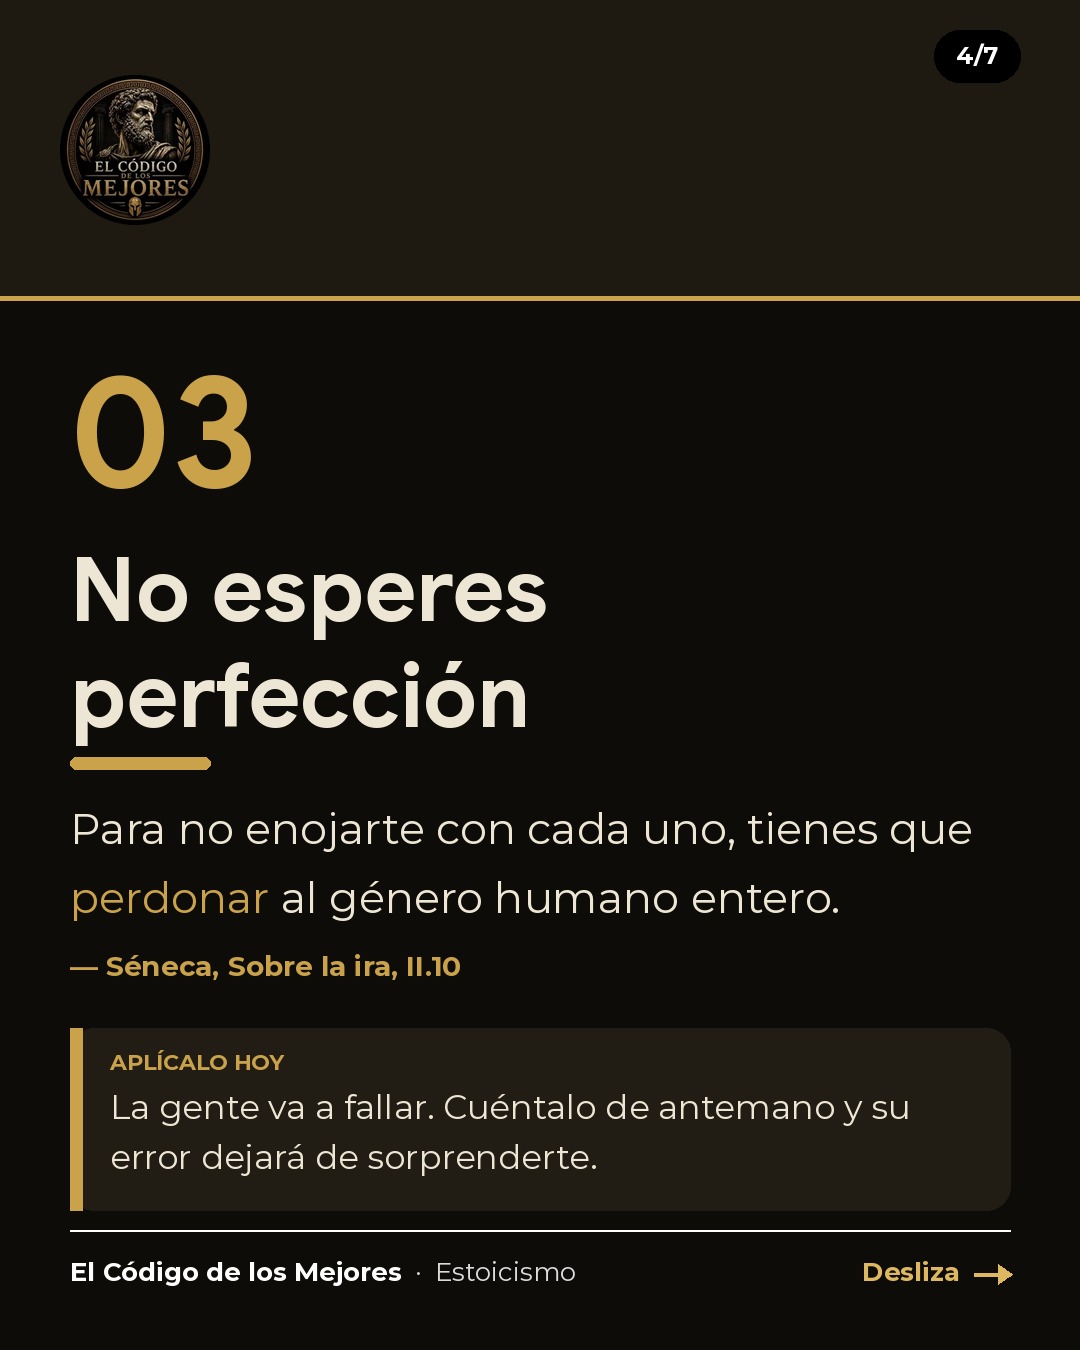 4/7
EL CÓDIGO
DE LOS
MEJORES
03
No esperes
perfección
Para no enojarte con cada uno, tienes que
perdonar al género humano entero.
— Séneca, Sobre la ira, II.10
APLÍCALO HOY
La gente va a fallar. Cuéntalo de antemano y su
error dejará de sorprenderte.
El Código de los Mejores · Estoicismo
Desliza